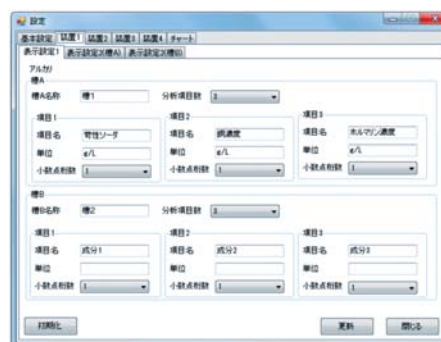 設定
基本設定 装置1 装置2 装置3 装置4 チャート
表示設定1 表示設定2(槽A) 表示設定3(槽B)
アルカリ
槽A
槽A名称 槽1 分析項目数 3
項目1 項目2 項目3
項目名 苛性ソーダ 項目名 銅濃度 項目名 ホルマリン濃度
単位 g/L 単位 g/L 単位 g/L
小数点桁数 1 小数点桁数 1 小数点桁数 1
槽B
槽B名称 槽2 分析項目数 3
項目1 項目2 項目3
項目名 成分1 項目名 成分2 項目名 成分3
単位 単位 単位
小数点桁数 1 小数点桁数 1 小数点桁数 1
初期化 更新 閉じる